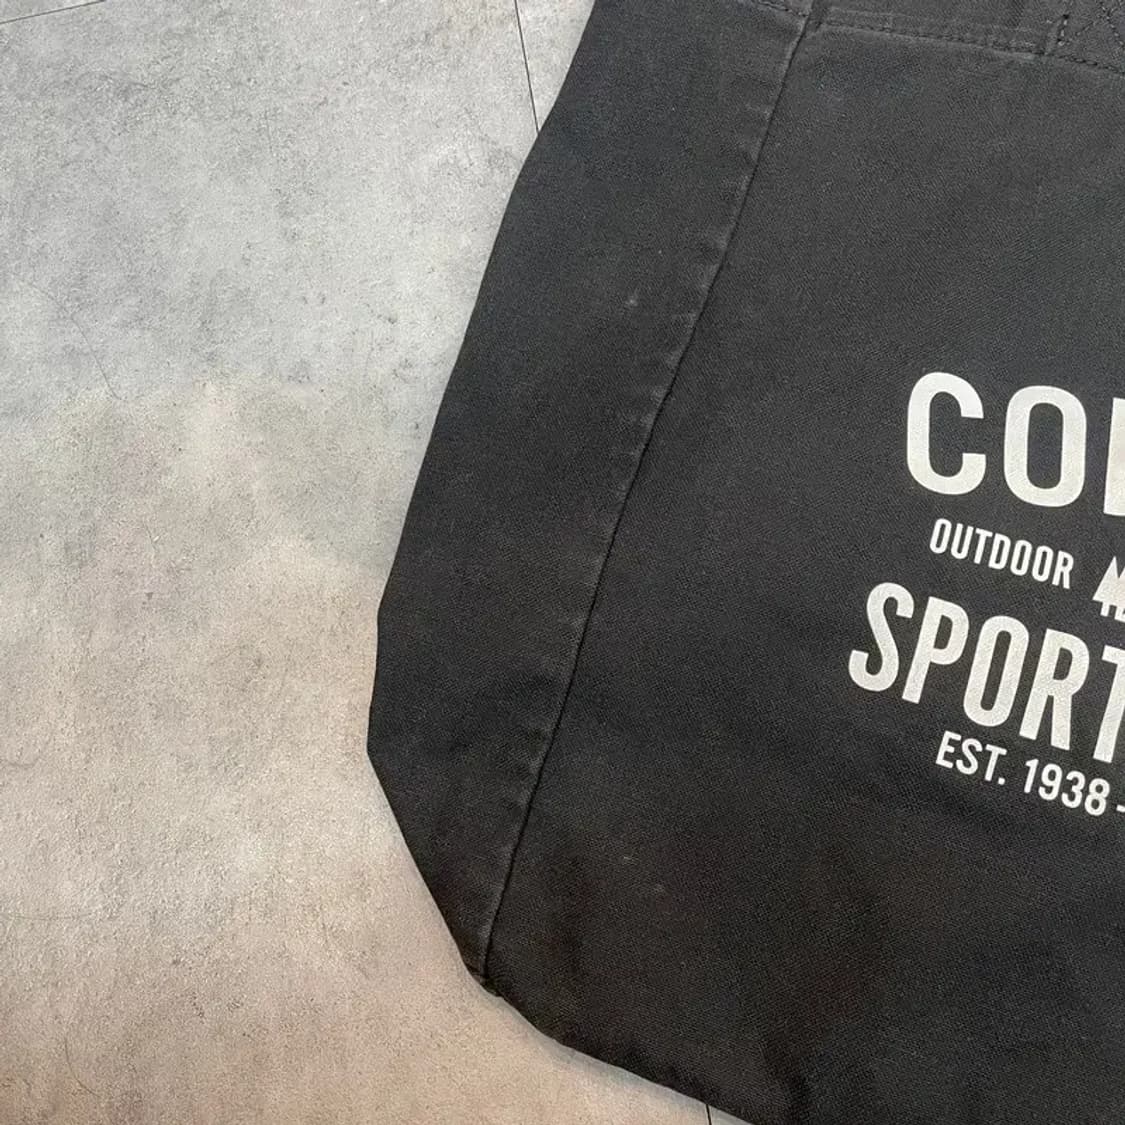 CO
OUTDOOR
SPORT
EST. 1938 -